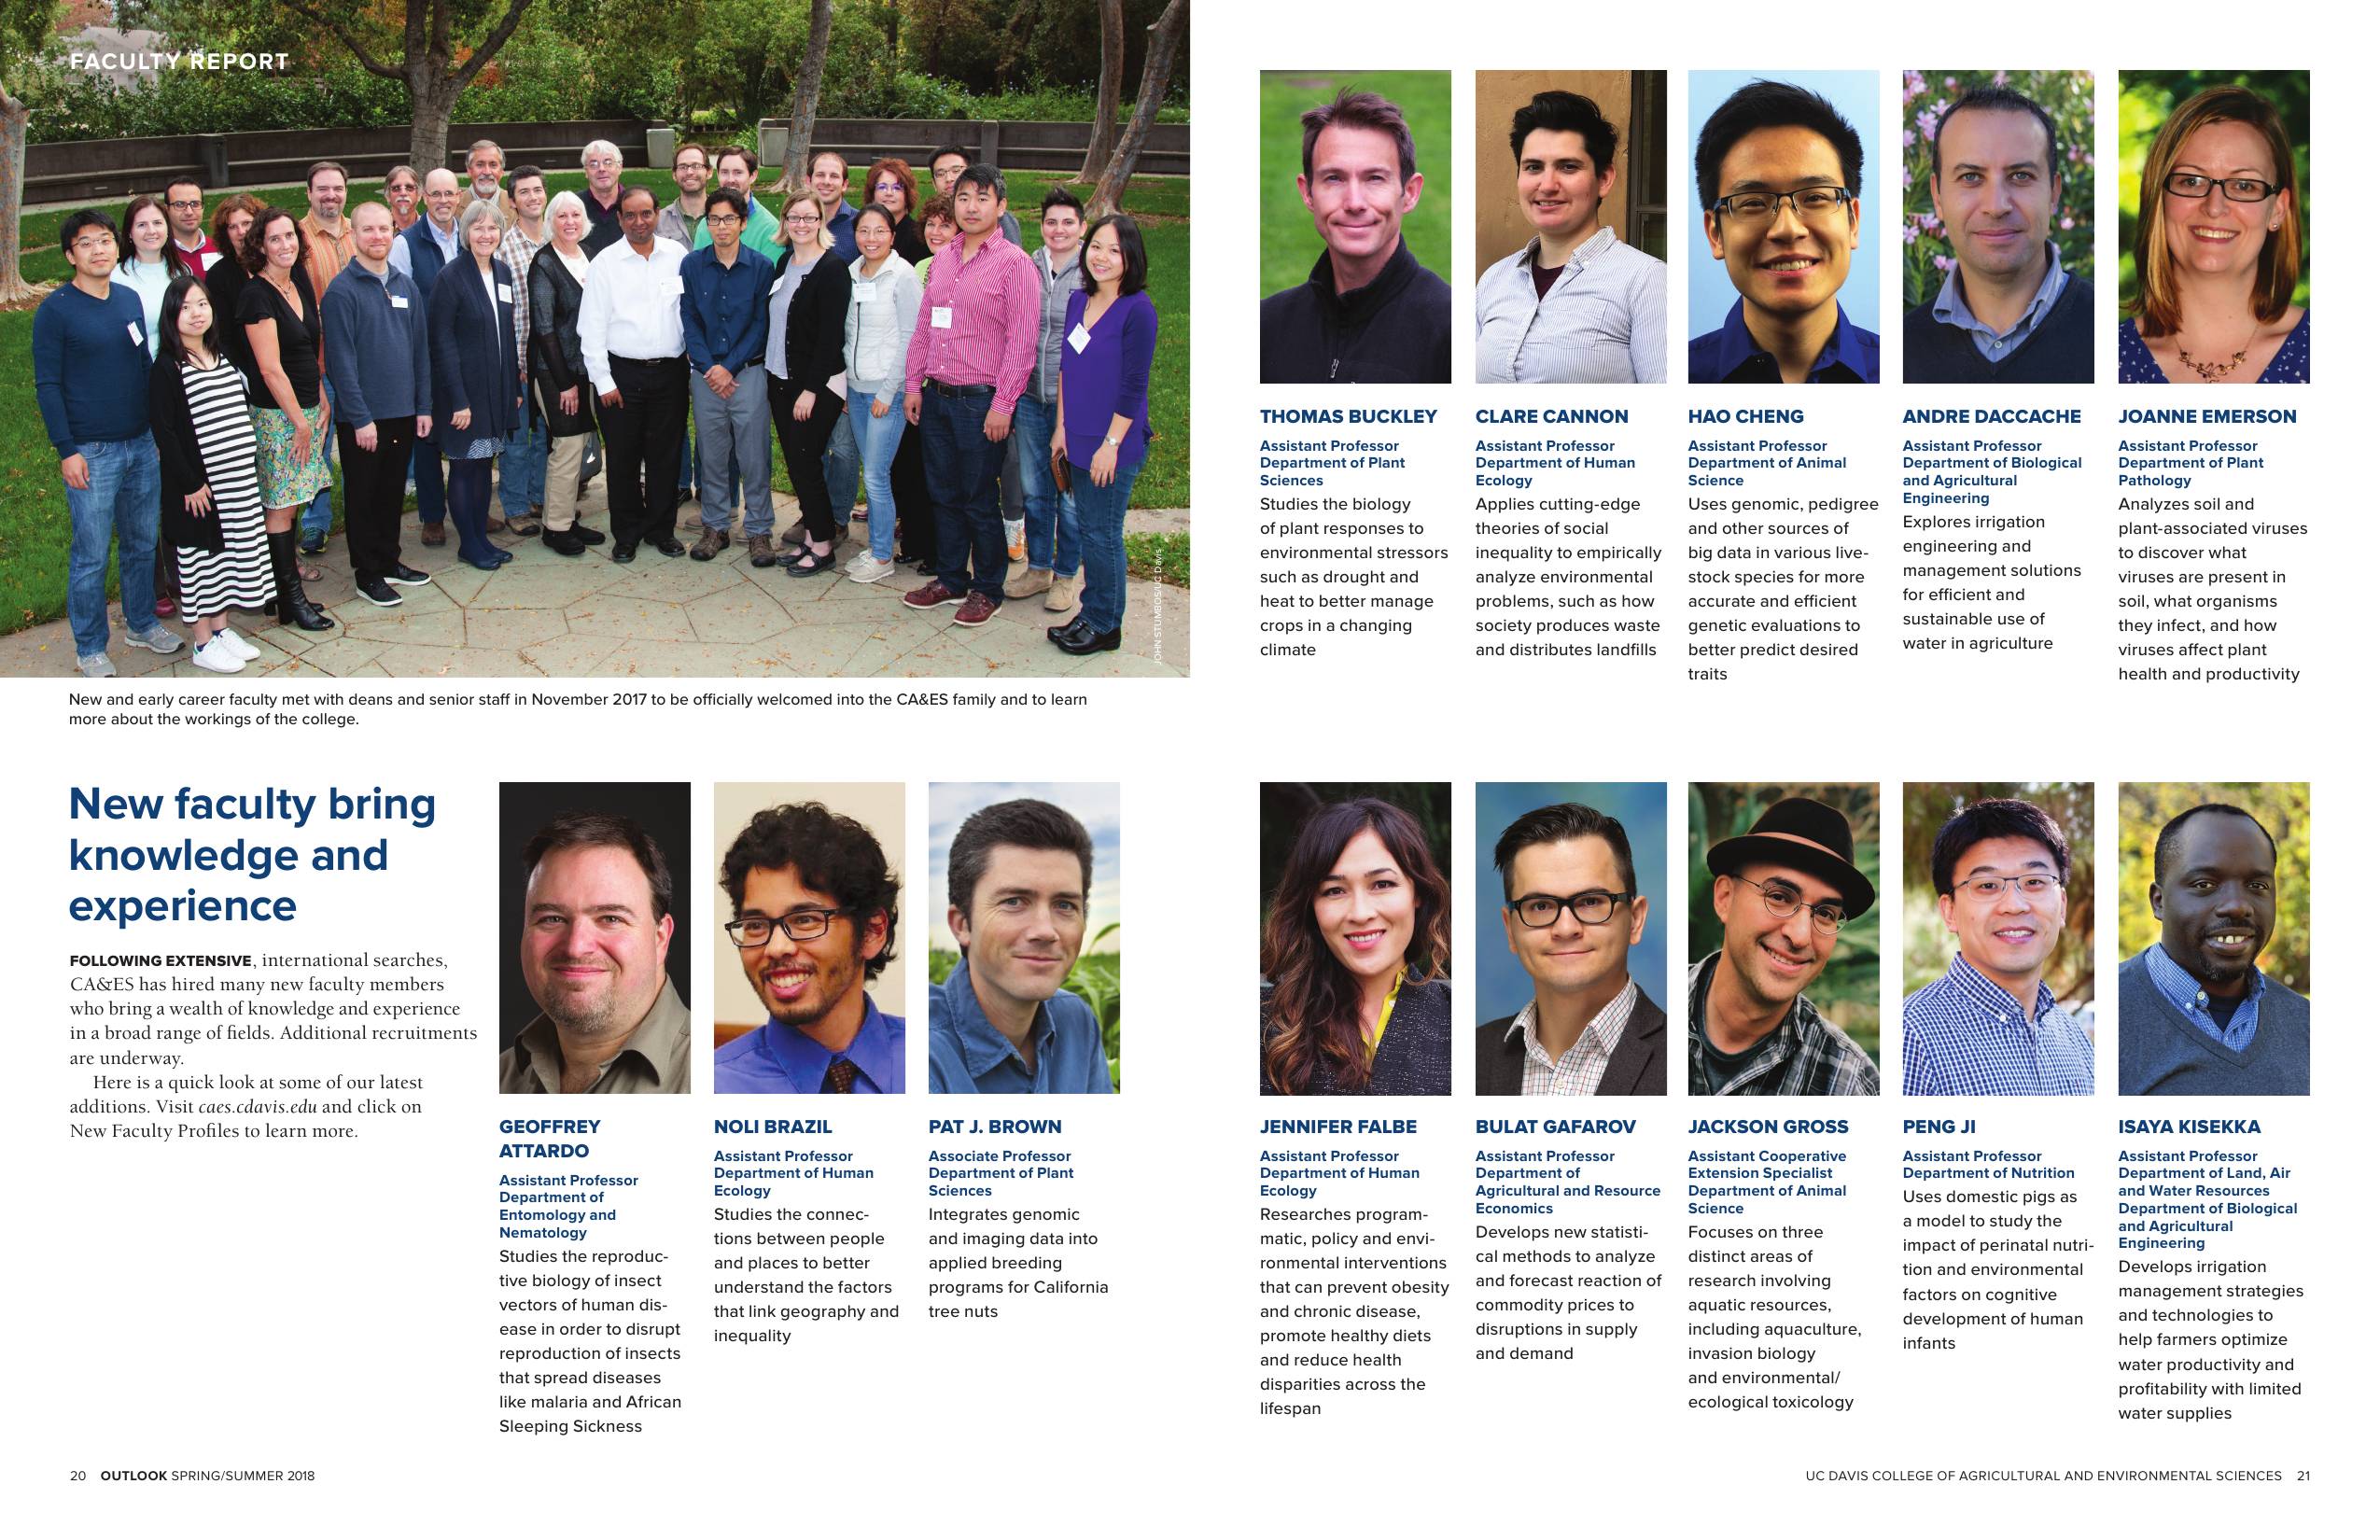 FACULTY REPORT
JOHN STUMBOS/UC Davis
New and early career faculty met with deans and senior staff in November 2017 to be officially welcomed into the CA&ES family and to learn
more about the workings of the college.
New faculty bring
knowledge and
experience
FOLLOWING EXTENSIVE, international searches,
CA&ES has hired many new faculty members
who bring a wealth of knowledge and experience
in a broad range of fields. Additional recruitments
are underway.
Here is a quick look at some of our latest
additions. Visit caes.cdavis.edu and click on
New Faculty Profiles to learn more.
GEOFFREY
ATTARDO
Assistant Professor
Department of
Entomology and
Nematology
Studies the reproduc-
tive biology of insect
vectors of human dis-
ease in order to disrupt
reproduction of insects
that spread diseases
like malaria and African
Sleeping Sickness
NOLI BRAZIL
Assistant Professor
Department of Human
Ecology
Studies the connec-
tions between people
and places to better
understand the factors
that link geography and
inequality
PAT J. BROWN
Associate Professor
Department of Plant
Sciences
Integrates genomic
and imaging data into
applied breeding
programs for California
tree nuts
20 OUTLOOK SPRING/SUMMER 2018
THOMAS BUCKLEY
Assistant Professor
Department of Plant
Sciences
Studies the biology
of plant responses to
environmental stressors
such as drought and
heat to better manage
crops in a changing
climate
CLARE CANNON
Assistant Professor
Department of Human
Ecology
Applies cutting-edge
theories of social
inequality to empirically
analyze environmental
problems, such as how
society produces waste
and distributes landfills
HAO CHENG
Assistant Professor
Department of Animal
Science
Uses genomic, pedigree
and other sources of
big data in various live-
stock species for more
accurate and efficient
genetic evaluations to
better predict desired
traits
ANDRE DACCACHE
Assistant Professor
Department of Biological
and Agricultural
Engineering
Explores irrigation
engineering and
management solutions
for efficient and
sustainable use of
water in agriculture
JOANNE EMERSON
Assistant Professor
Department of Plant
Pathology
Analyzes soil and
plant-associated viruses
to discover what
viruses are present in
soil, what organisms
they infect, and how
viruses affect plant
health and productivity
JENNIFER FALBE
Assistant Professor
Department of Human
Ecology
Researches program-
matic, policy and envi-
ronmental interventions
that can prevent obesity
and chronic disease,
promote healthy diets
and reduce health
disparities across the
lifespan
BULAT GAFAROV
Assistant Professor
Department of
Agricultural and Resource
Economics
Develops new statisti-
cal methods to analyze
and forecast reaction of
commodity prices to
disruptions in supply
and demand
JACKSON GROSS
Assistant Cooperative
Extension Specialist
Department of Animal
Science
Focuses on three
distinct areas of
research involving
aquatic resources,
including aquaculture,
invasion biology
and environmental/
ecological toxicology
PENG JI
Assistant Professor
Department of Nutrition
Uses domestic pigs as
a model to study the
impact of perinatal nutri-
tion and environmental
factors on cognitive
development of human
infants
ISAYA KISEKKA
Assistant Professor
Department of Land, Air
and Water Resources
Department of Biological
and Agricultural
Engineering
Develops irrigation
management strategies
and technologies to
help farmers optimize
water productivity and
profitability with limited
water supplies
UC DAVIS COLLEGE OF AGRICULTURAL AND ENVIRONMENTAL SCIENCES 21